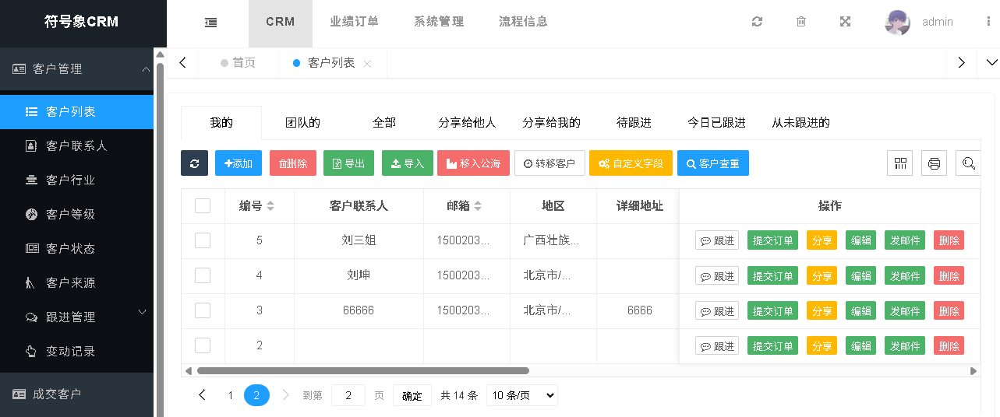 符号象CRM
CRM 业绩订单 系统管理 流程信息 admin
客户管理
首页 客户列表
客户列表
客户联系人
客户行业
客户等级
客户状态
客户来源
跟进管理
变动记录
成交客户
我的 团队的 全部 分享给他人 分享给我的 待跟进 今日已跟进 从未跟进的
添加 删除 导出 导入 移入公海 转移客户 自定义字段 客户查重
编号 客户联系人 邮箱 地区 详细地址 操作
5 刘三姐 1500203... 广西壮族... 跟进 提交订单 分享 编辑 发邮件 删除
4 刘坤 1500203... 北京市/... 跟进 提交订单 分享 编辑 发邮件 删除
3 66666 1500203... 北京市/... 6666 跟进 提交订单 分享 编辑 发邮件 删除
2 跟进 提交订单 分享 编辑 发邮件 删除
1 2 到第 2 页 确定 共 14 条 10 条/页